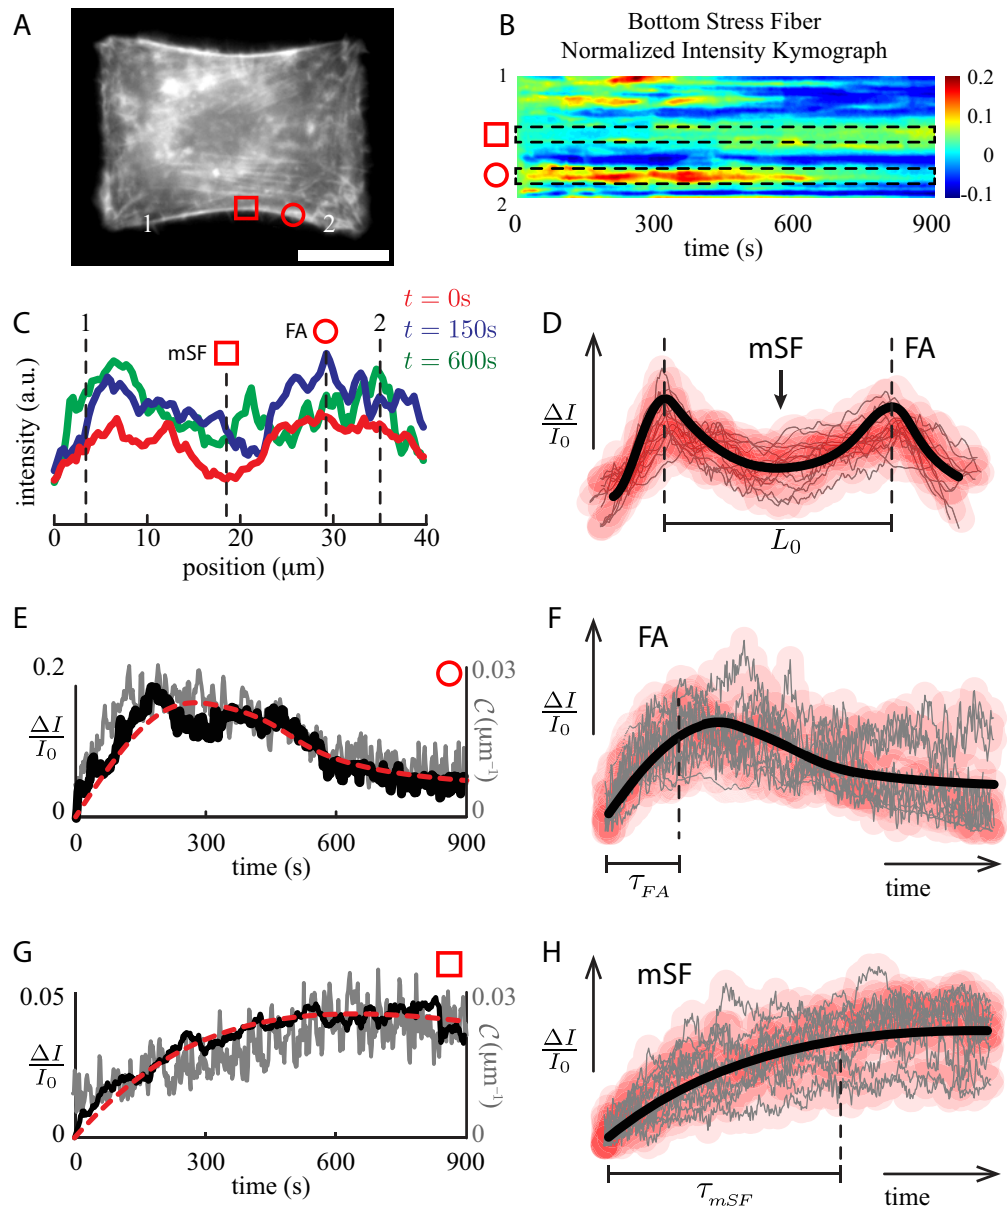 A
1
2
B
Bottom Stress Fiber
Normalized Intensity Kymograph
1
2
0.2
0.1
0
-0.1
0
300
600
900
time (s)
C
t = 0s
t = 150s
t = 600s
1
mSF
FA
2
intensity (a.u.)
0
10
20
30
40
position (μm)
D
mSF
FA
ΔI
I₀
L₀
E
0.2
ΔI
I₀
0
0.03
C(μm⁻¹)
0
0
300
600
900
time (s)
F
FA
ΔI
I₀
τ_FA
time
G
0.05
ΔI
I₀
0
0.03
C(μm⁻¹)
0
0
300
600
900
time (s)
H
mSF
ΔI
I₀
τ_mSF
time